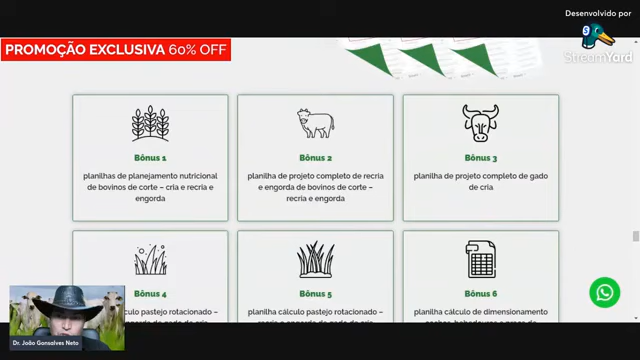 Desenvolvido por
S
StreamYard
PROMOÇÃO EXCLUSIVA 60% OFF
Bônus 1
planilhas de planejamento nutricional
de bovinos de corte – cria e recria e
engorda
Bônus 2
planilha de projeto completo de recria
e engorda de bovinos de corte –
recria e engorda
Bônus 3
planilha de projeto completo de gado
de cria
Bônus 4
cálculo pastejo rotacionado –
Bônus 5
planilha cálculo pastejo rotacionado –
Bônus 6
planilha cálculo de dimensionamento
Dr. João Gonsalves Neto